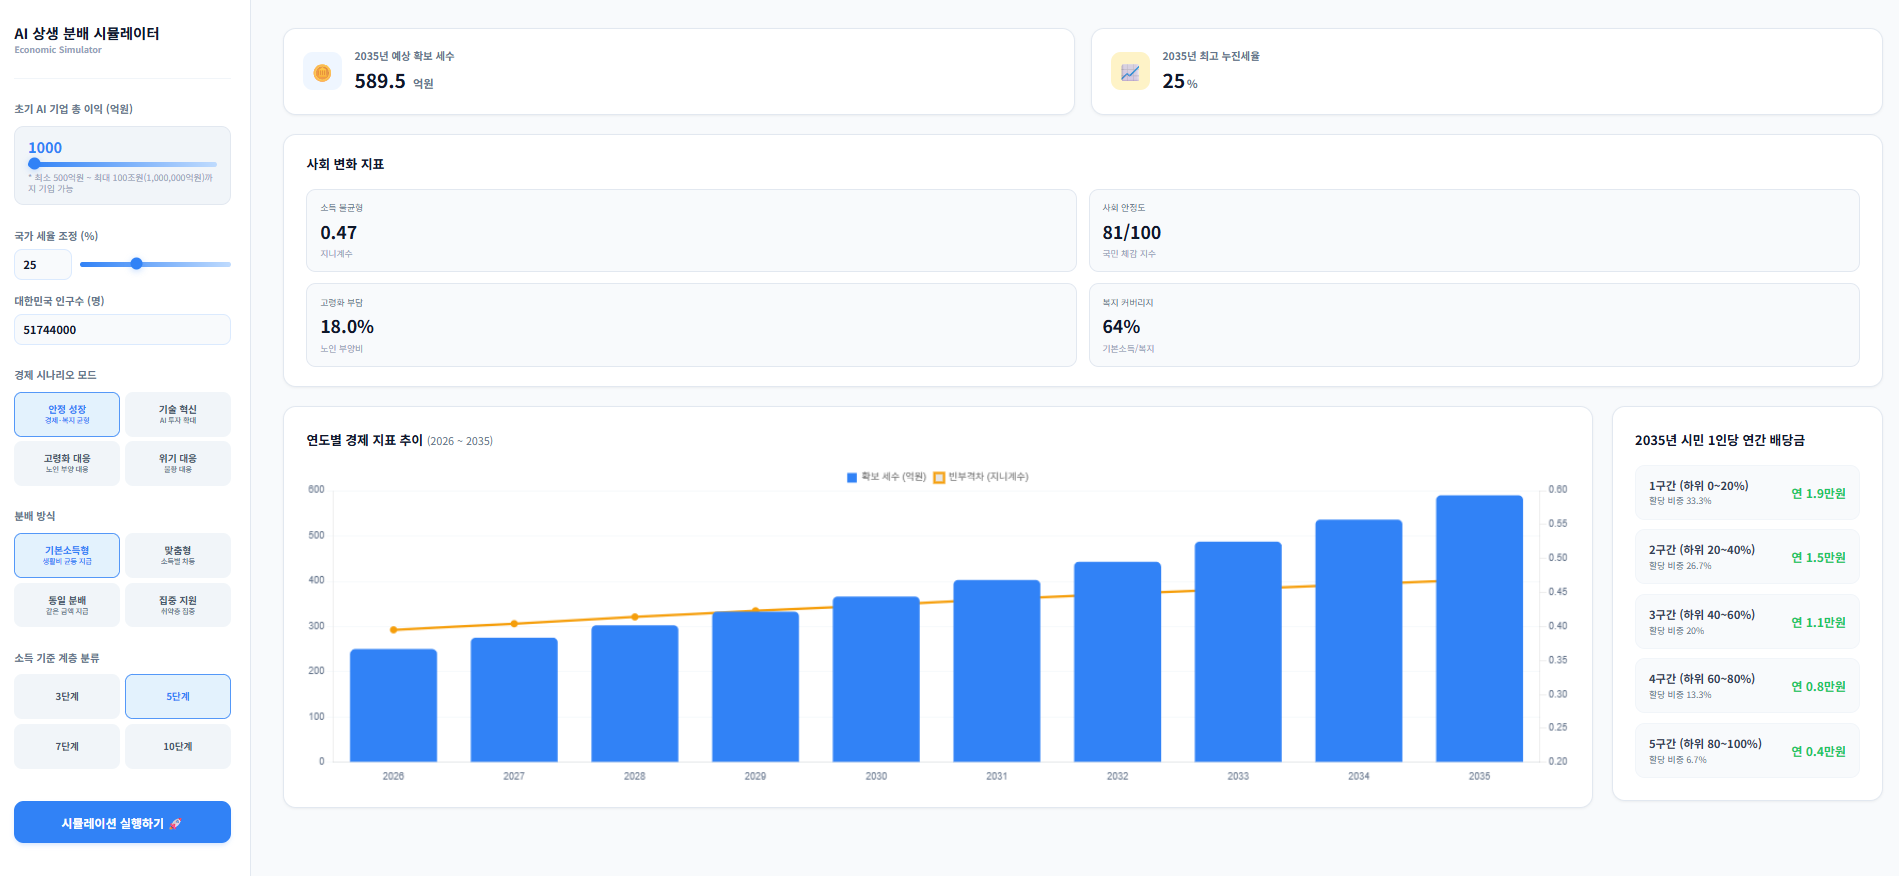 AI 상생 분배 시뮬레이터
Economic Simulator
초기 AI 기업 총 이익 (억원)
1000
* 최소 500억원 ~ 최대 100조원(1,000,000억원)까
지 기입 가능
국가 세율 조정 (%)
25
대한민국 인구수 (명)
51744000
경제 시나리오 모드
안정 성장
경제-복지 균형
기술 혁신
AI 투자 확대
고령화 대응
노인 부양 대응
위기 대응
불황 대응
분배 방식
기본소득형
생활비 균등 지급
맞춤형
소득별 차등
동일 분배
같은 금액 지급
집중 지원
취약층 집중
소득 기준 계층 분류
3단계
5단계
7단계
10단계
시뮬레이션 실행하기 🚀
2035년 예상 확보 세수
589.5 억원
2035년 최고 누진세율
25%
사회 변화 지표
소득 불균형
0.47
지니계수
사회 안정도
81/100
국민 체감 지수
고령화 부담
18.0%
노인 부양비
복지 커버리지
64%
기본소득/복지
연도별 경제 지표 추이 (2026 ~ 2035)
확보 세수 (억원) 빈부격차 (지니계수)
600
500
400
300
200
100
0
0.60
0.55
0.50
0.45
0.40
0.35
0.30
0.25
0.20
2026 2027 2028 2029 2030 2031 2032 2033 2034 2035
2035년 시민 1인당 연간 배당금
1구간 (하위 0~20%)
할당 비중 33.3%
연 1.9만원
2구간 (하위 20~40%)
할당 비중 26.7%
연 1.5만원
3구간 (하위 40~60%)
할당 비중 20%
연 1.1만원
4구간 (하위 60~80%)
할당 비중 13.3%
연 0.8만원
5구간 (하위 80~100%)
할당 비중 6.7%
연 0.4만원